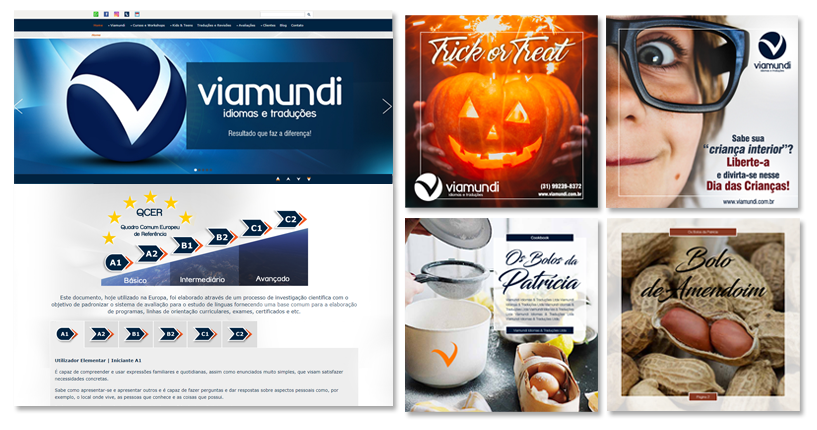 Home
Viamundi
Cursos e Workshops
Kids & Teens
Traduções e Revisões
Avaliações
Clientes
Blog
Contato
Home
viamundi
idiomas e traduções
Resultado que faz a diferença!
QCER
Quadro Comum Europeu
de Referência
A1
A2
B1
B2
C1
C2
Básico
Intermediário
Avançado
Este documento, hoje utilizado na Europa, foi elaborado através de um processo de investigação científica com o
objetivo de padronizar o sistema de avaliação para o estudo de línguas fornecendo uma base comum para a elaboração
de programas, linhas de orientação curriculares, exames, certificados e etc.
A1
A2
B1
B2
C1
C2
Utilizador Elementar | Iniciante A1
É capaz de compreender e usar expressões familiares e quotidianas, assim como enunciados muito simples, que visam satisfazer
necessidades concretas.
Sabe como apresentar-se e apresentar outros e é capaz de fazer perguntas e dar respostas sobre aspectos pessoais como, por
exemplo, o local onde vive, as pessoas que conhece e as coisas que possui.
Trick or Treat
viamundi
idiomas e traduções
(31) 99239-8372
www.viamundi.com.br
viamundi
idiomas e traduções
Sabe sua
"criança interior"?
Liberte-a
e divirta-se nesse
Dia das Crianças!
www.viamundi.com.br
Cookbook
Os Bolos da
Patrícia
Viamundi Idiomas & Traduções Ltda
Os Bolos da Patrícia
Bolo
de Amendoim